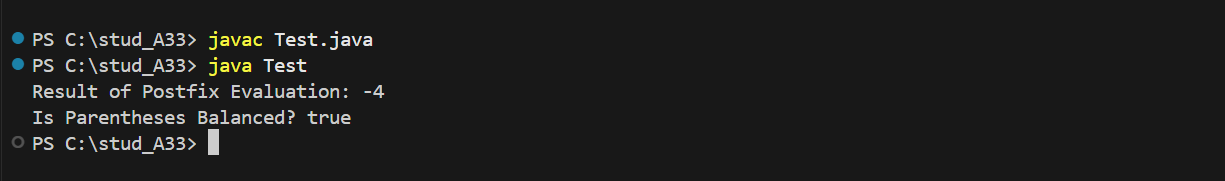 PS C:\stud_A33> javac Test.java
PS C:\stud_A33> java Test
Result of Postfix Evaluation: -4
Is Parentheses Balanced? true
PS C:\stud_A33>